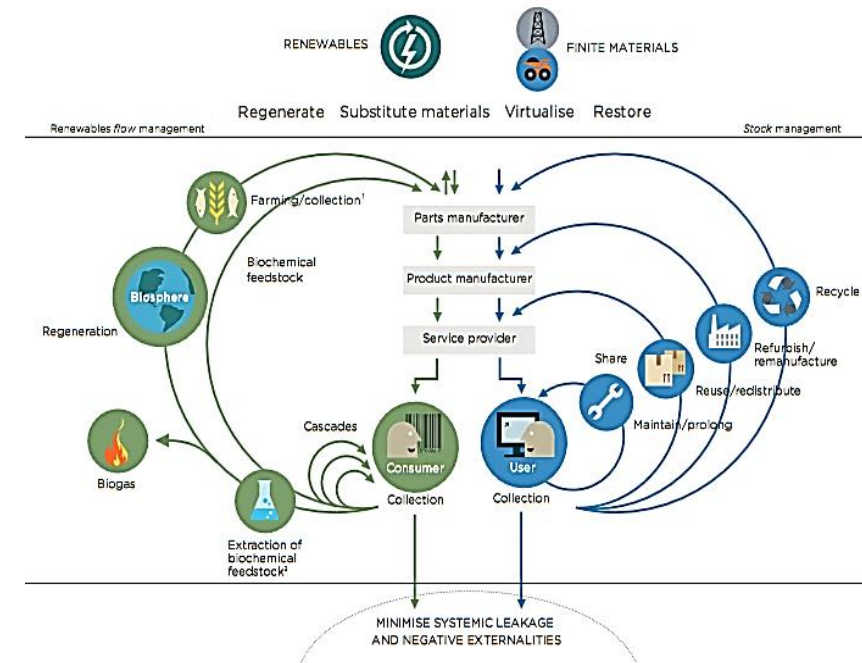 RENEWABLES
FINITE MATERIALS
Regenerate Substitute materials Virtualise Restore
Renewables flow management
Stock management
Farming/collection¹
Parts manufacturer
Biochemical
feedstock
Product manufacturer
Biosphere
Recycle
Regeneration
Service provider
Share
Refurbish/
remanufacture
Reuse/redistribute
Maintain/prolong
Cascades
Consumer
User
Biogas
Collection
Collection
Extraction of
biochemical
feedstock²
MINIMISE SYSTEMIC LEAKAGE
AND NEGATIVE EXTERNALITIES